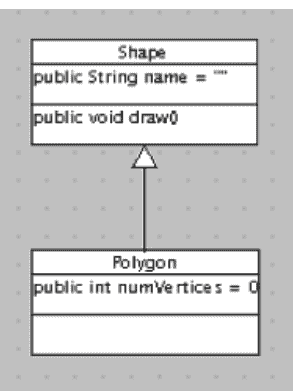 Shape
public String name = ""
public void draw()
Polygon
public int numVertices = 0